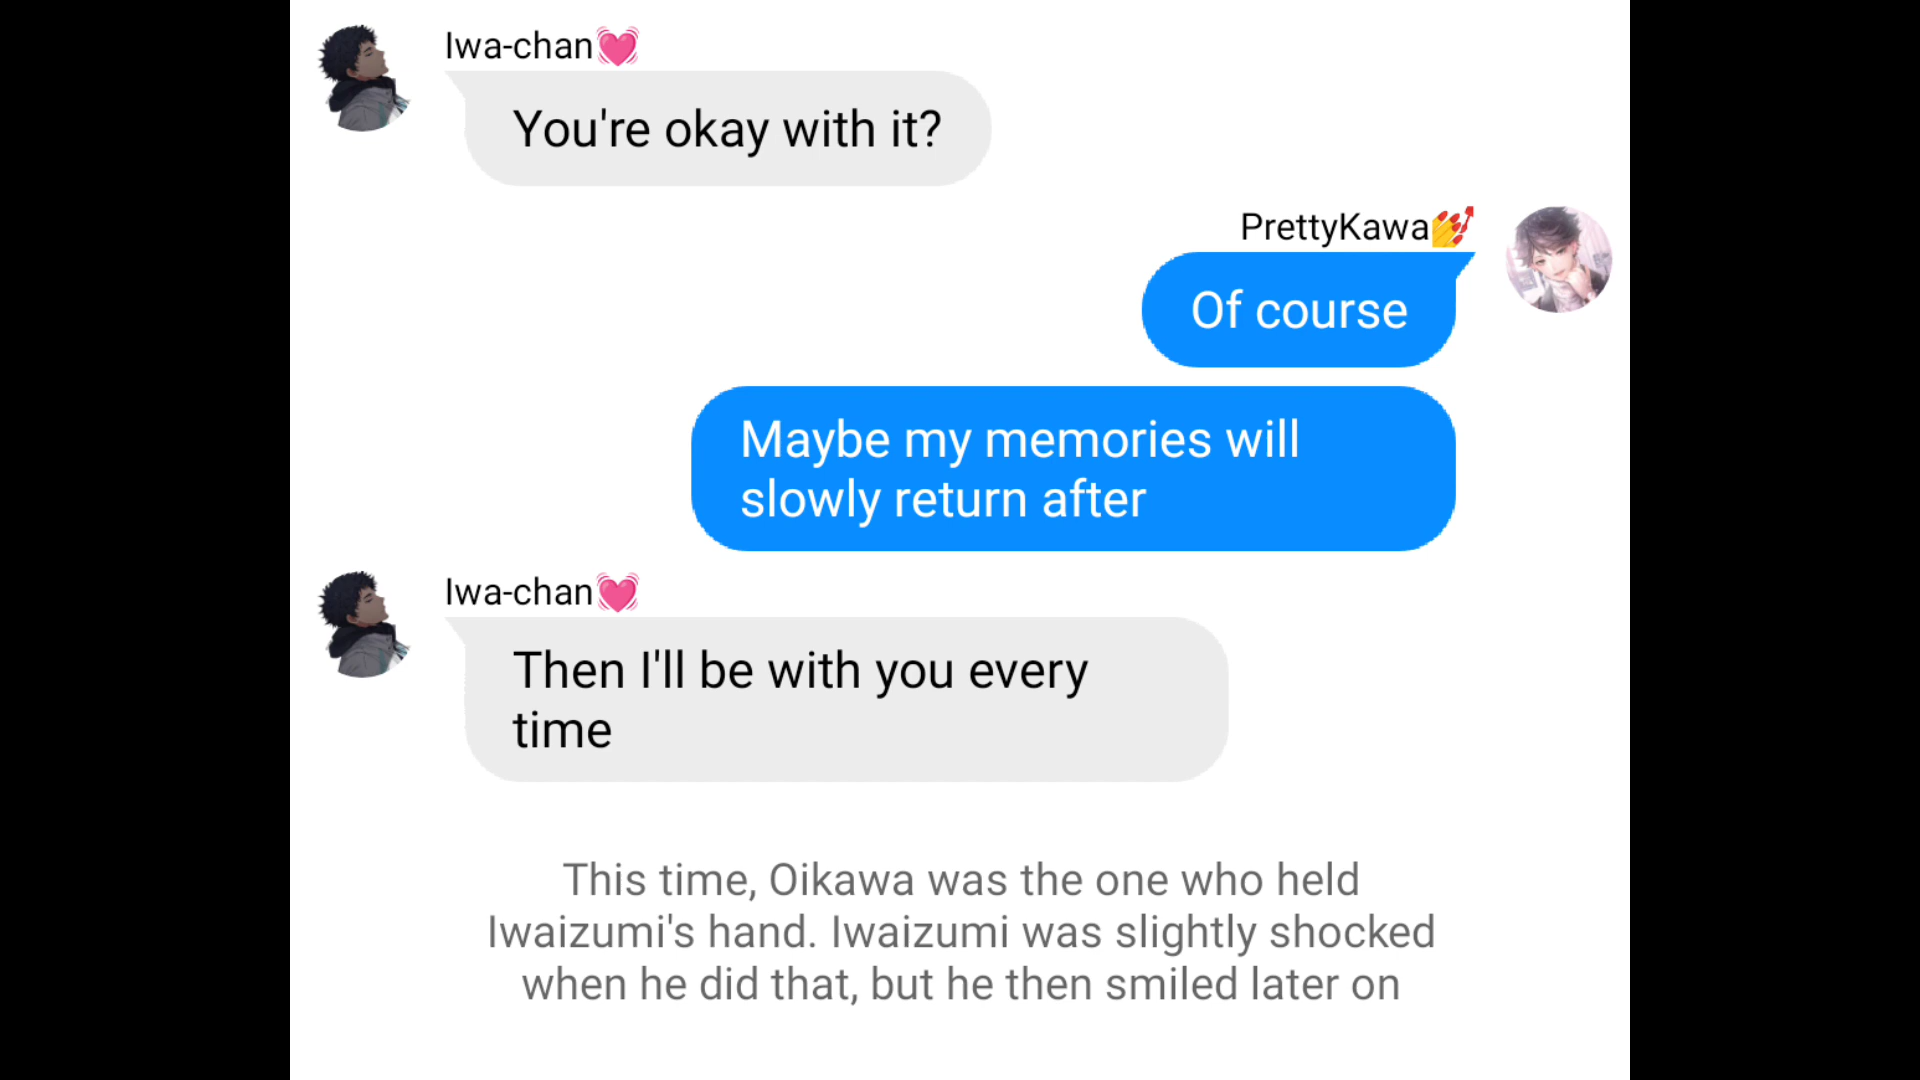 Iwa-chan💓
You're okay with it?
PrettyKawa💅
Of course
Maybe my memories will
slowly return after
Iwa-chan💓
Then I'll be with you every
time
This time, Oikawa was the one who held
Iwaizumi's hand. Iwaizumi was slightly shocked
when he did that, but he then smiled later on